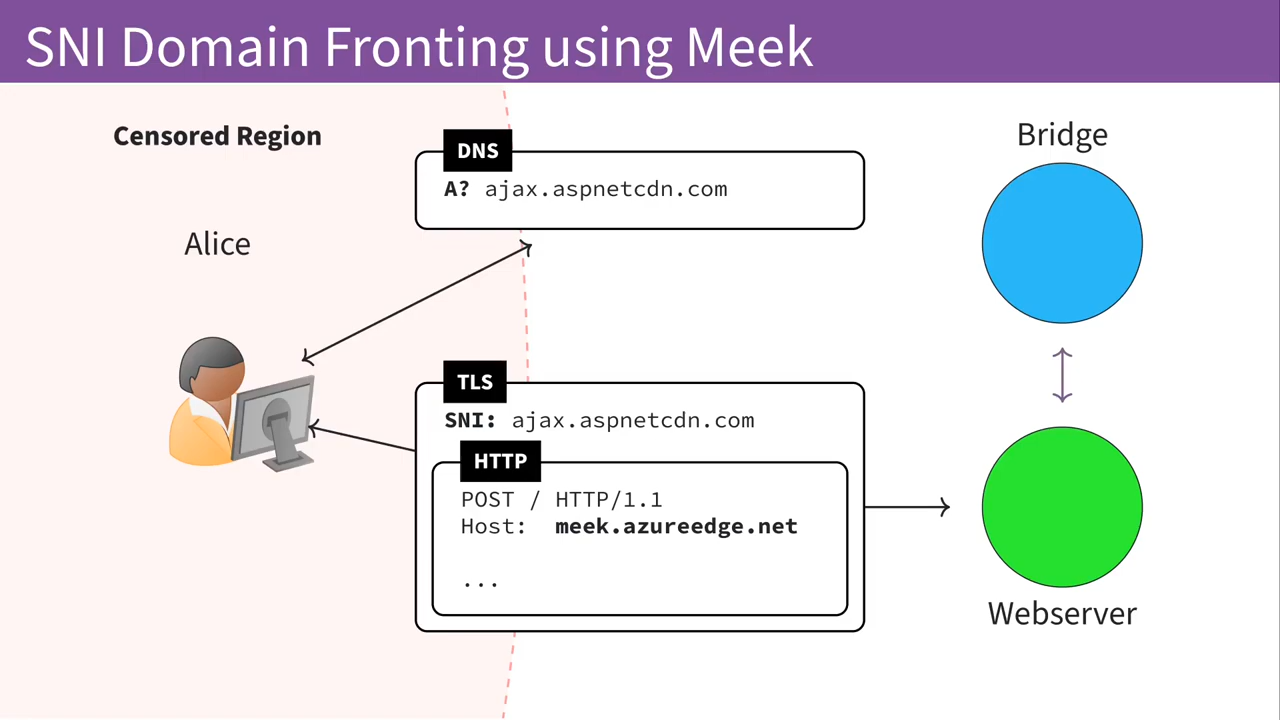 SNI Domain Fronting using Meek
Censored Region
Alice
DNS
A? ajax.aspnetcdn.com
TLS
SNI: ajax.aspnetcdn.com
HTTP
POST / HTTP/1.1
Host: meek.azureedge.net
...
Bridge
Webserver